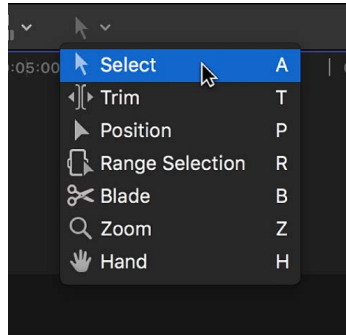 :05:00
Select A
Trim T
Position P
Range Selection R
Blade B
Zoom Z
Hand H